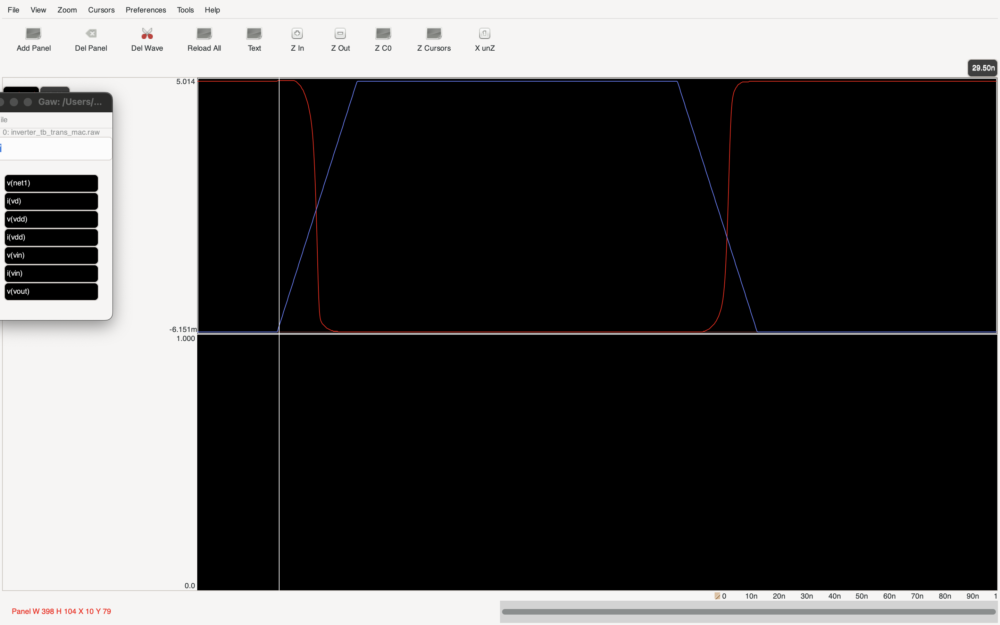 File View Zoom Cursors Preferences Tools Help
Add Panel Del Panel Del Wave Reload All Text Z In Z Out Z C0 Z Cursors X unZ
29.50n
5.014
Gaw: /Users/...
ile
0: inverter_tb_trans_mac.raw
v(net1)
i(vd)
v(vdd)
i(vdd)
v(vin)
i(vin)
v(vout)
-6.151m
1.000
0.0
0 10n 20n 30n 40n 50n 60n 70n 80n 90n 1
Panel W 398 H 104 X 10 Y 79